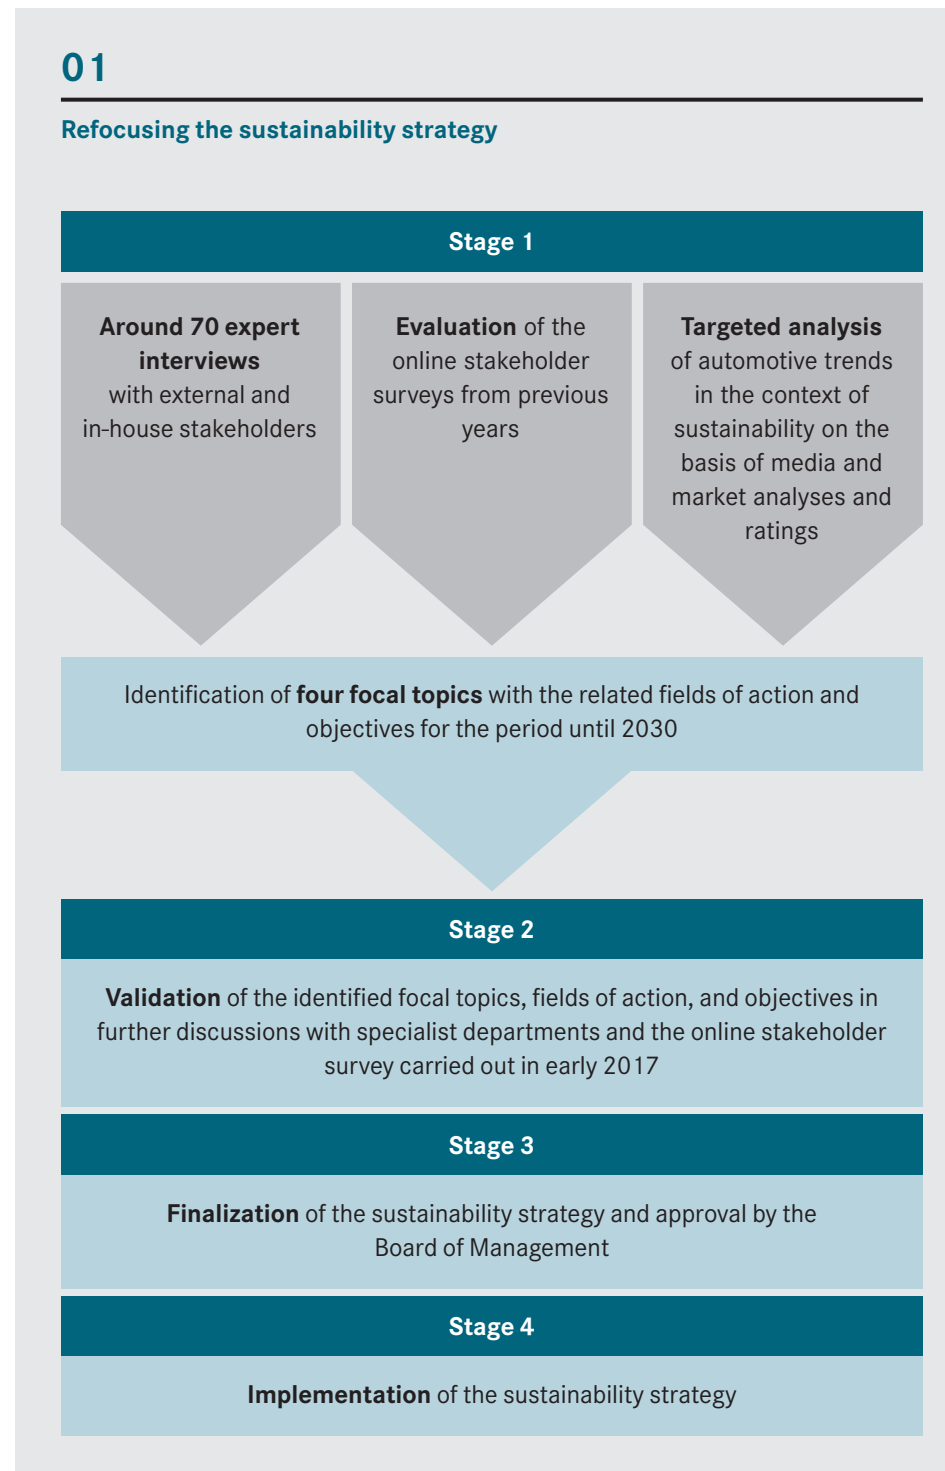 01
Refocusing the sustainability strategy
Stage 1
Around 70 expert
interviews
with external and
in-house stakeholders
Evaluation of the
online stakeholder
surveys from previous
years
Targeted analysis
of automotive trends
in the context of
sustainability on the
basis of media and
market analyses and
ratings
Identification of four focal topics with the related fields of action and
objectives for the period until 2030
Stage 2
Validation of the identified focal topics, fields of action, and objectives in
further discussions with specialist departments and the online stakeholder
survey carried out in early 2017
Stage 3
Finalization of the sustainability strategy and approval by the
Board of Management
Stage 4
Implementation of the sustainability strategy